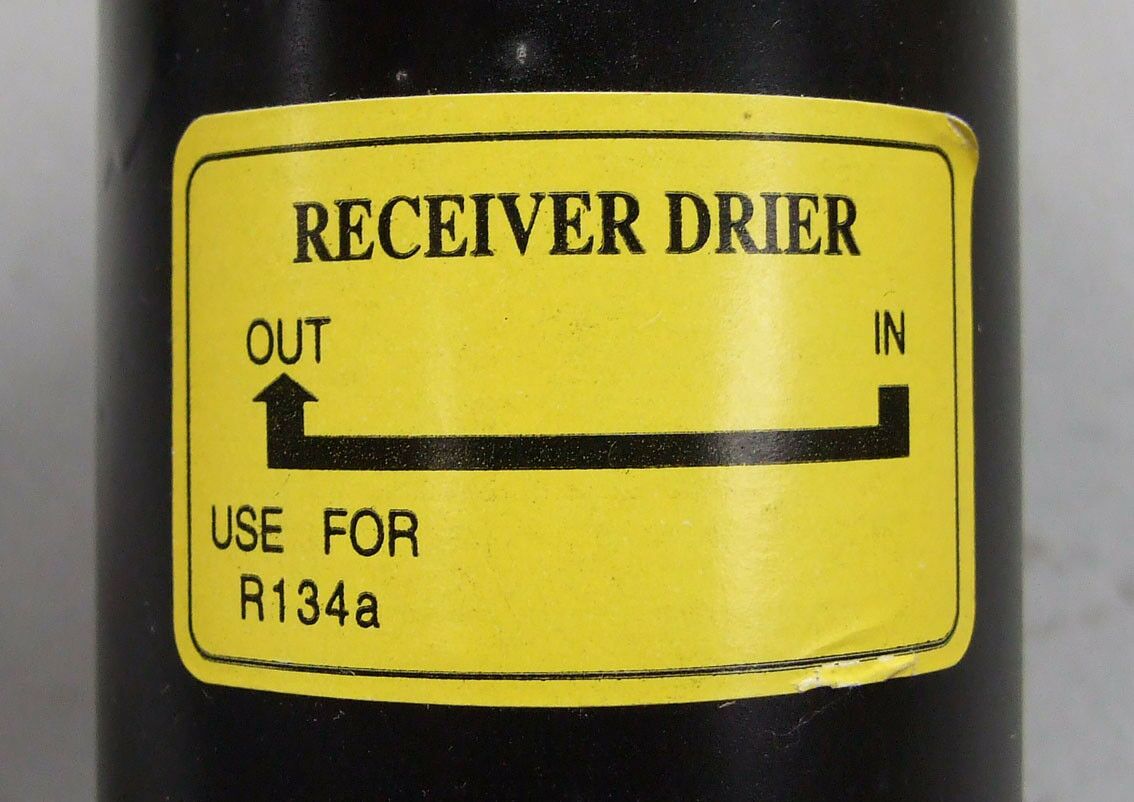 RECEIVER DRIER
OUT IN
USE FOR
R134a